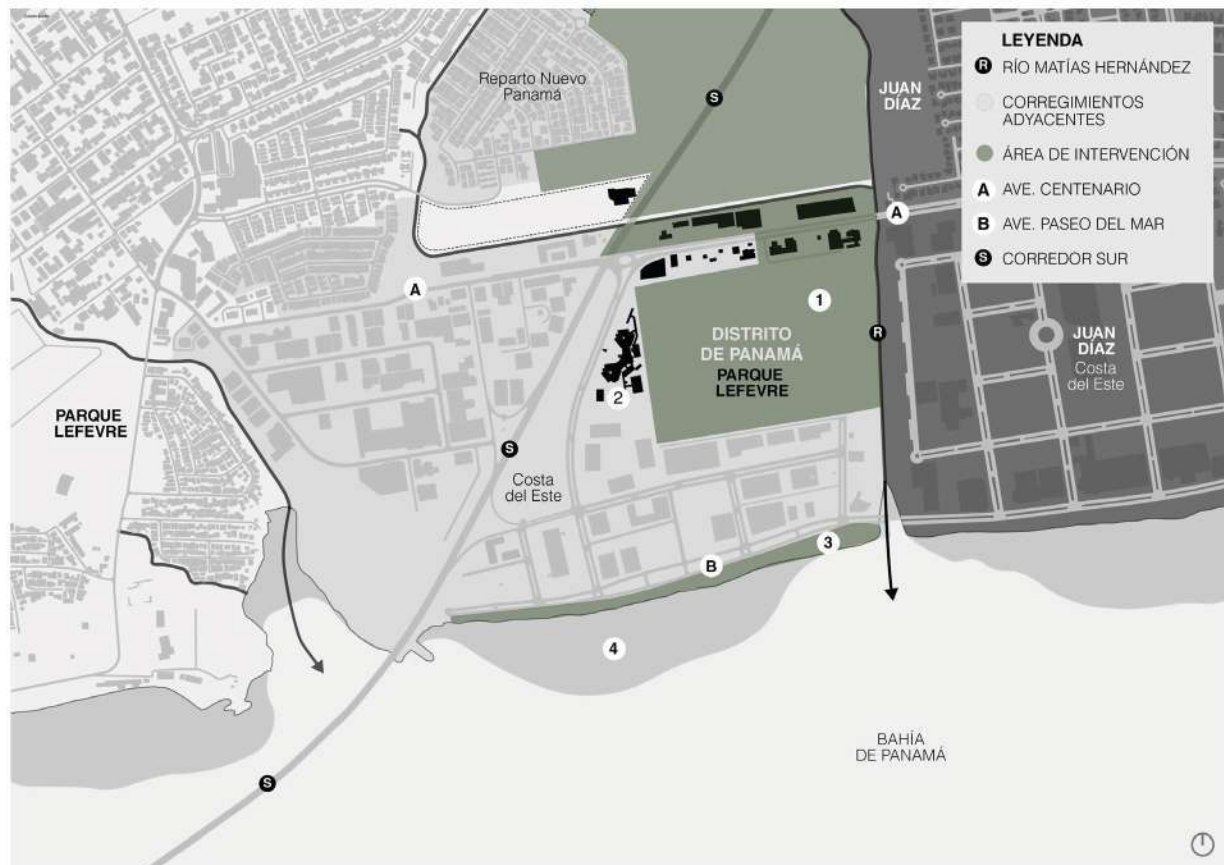 LEYENDA
R RÍO MATÍAS HERNÁNDEZ
CORREGIMIENTOS
ADYACENTES
ÁREA DE INTERVENCIÓN
A AVE. CENTENARIO
B AVE. PASEO DEL MAR
S CORREDOR SUR
Reparto Nuevo
Panamá
S
JUAN
DÍAZ
A
A
1
DISTRITO
DE PANAMÁ
PARQUE
LEFEVRE
R
JUAN
DÍAZ
Costa
del Este
2
PARQUE
LEFEVRE
S
Costa
del Este
3
B
4
BAHÍA
DE PANAMÁ
S